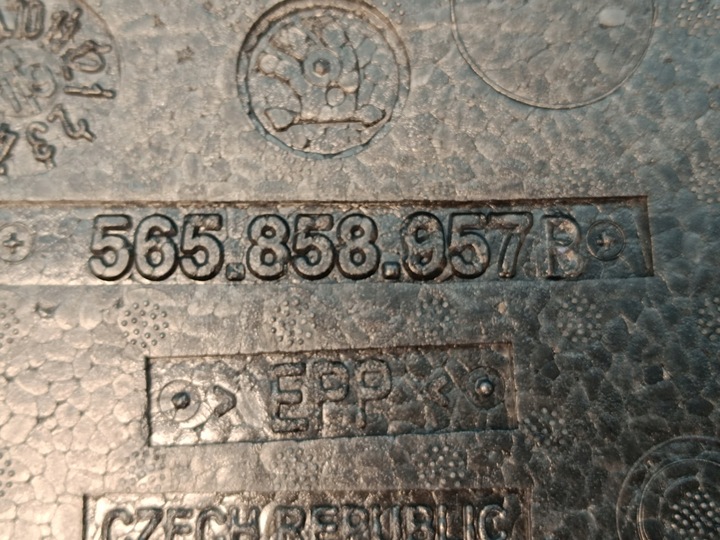 565.858.957B
> EPP <
CZECH REPUBLIC